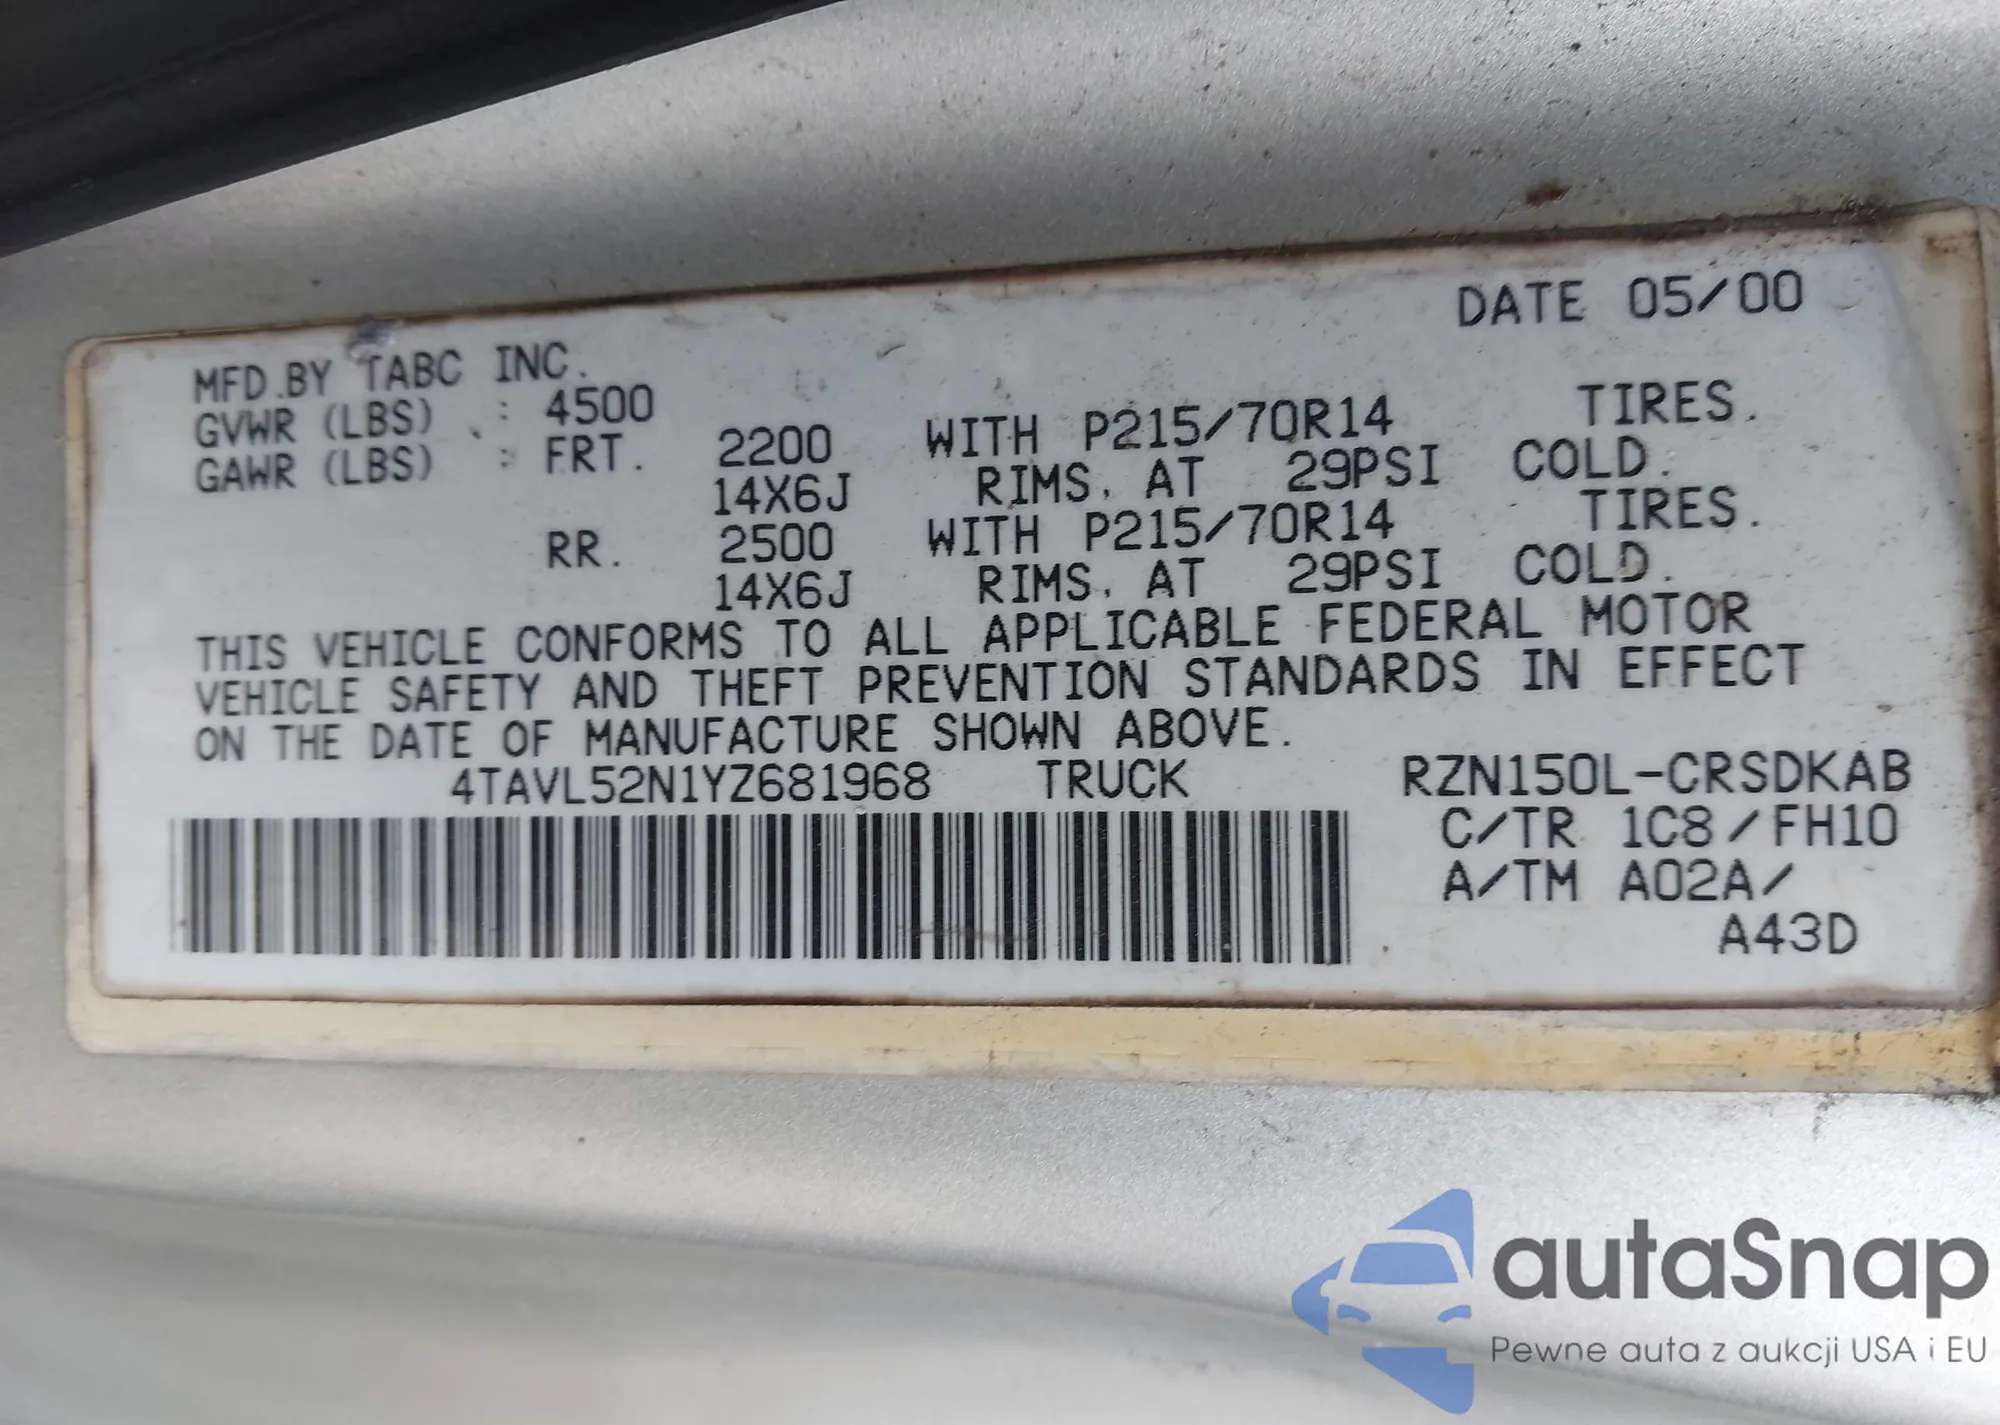 DATE 05/00
MFD.BY TABC INC.
GVWR (LBS) : 4500
GAWR (LBS) : FRT. 2200 WITH P215/70R14 TIRES.
14X6J RIMS, AT 29PSI COLD.
RR. 2500 WITH P215/70R14 TIRES.
14X6J RIMS, AT 29PSI COLD.
THIS VEHICLE CONFORMS TO ALL APPLICABLE FEDERAL MOTOR
VEHICLE SAFETY AND THEFT PREVENTION STANDARDS IN EFFECT
ON THE DATE OF MANUFACTURE SHOWN ABOVE.
4TAVL52N1YZ681968 TRUCK RZN150L-CRSDKAB
C/TR 1C8/FH10
A/TM A02A/
A43D
autaSnap
Pewne auta z aukcji USA i EU